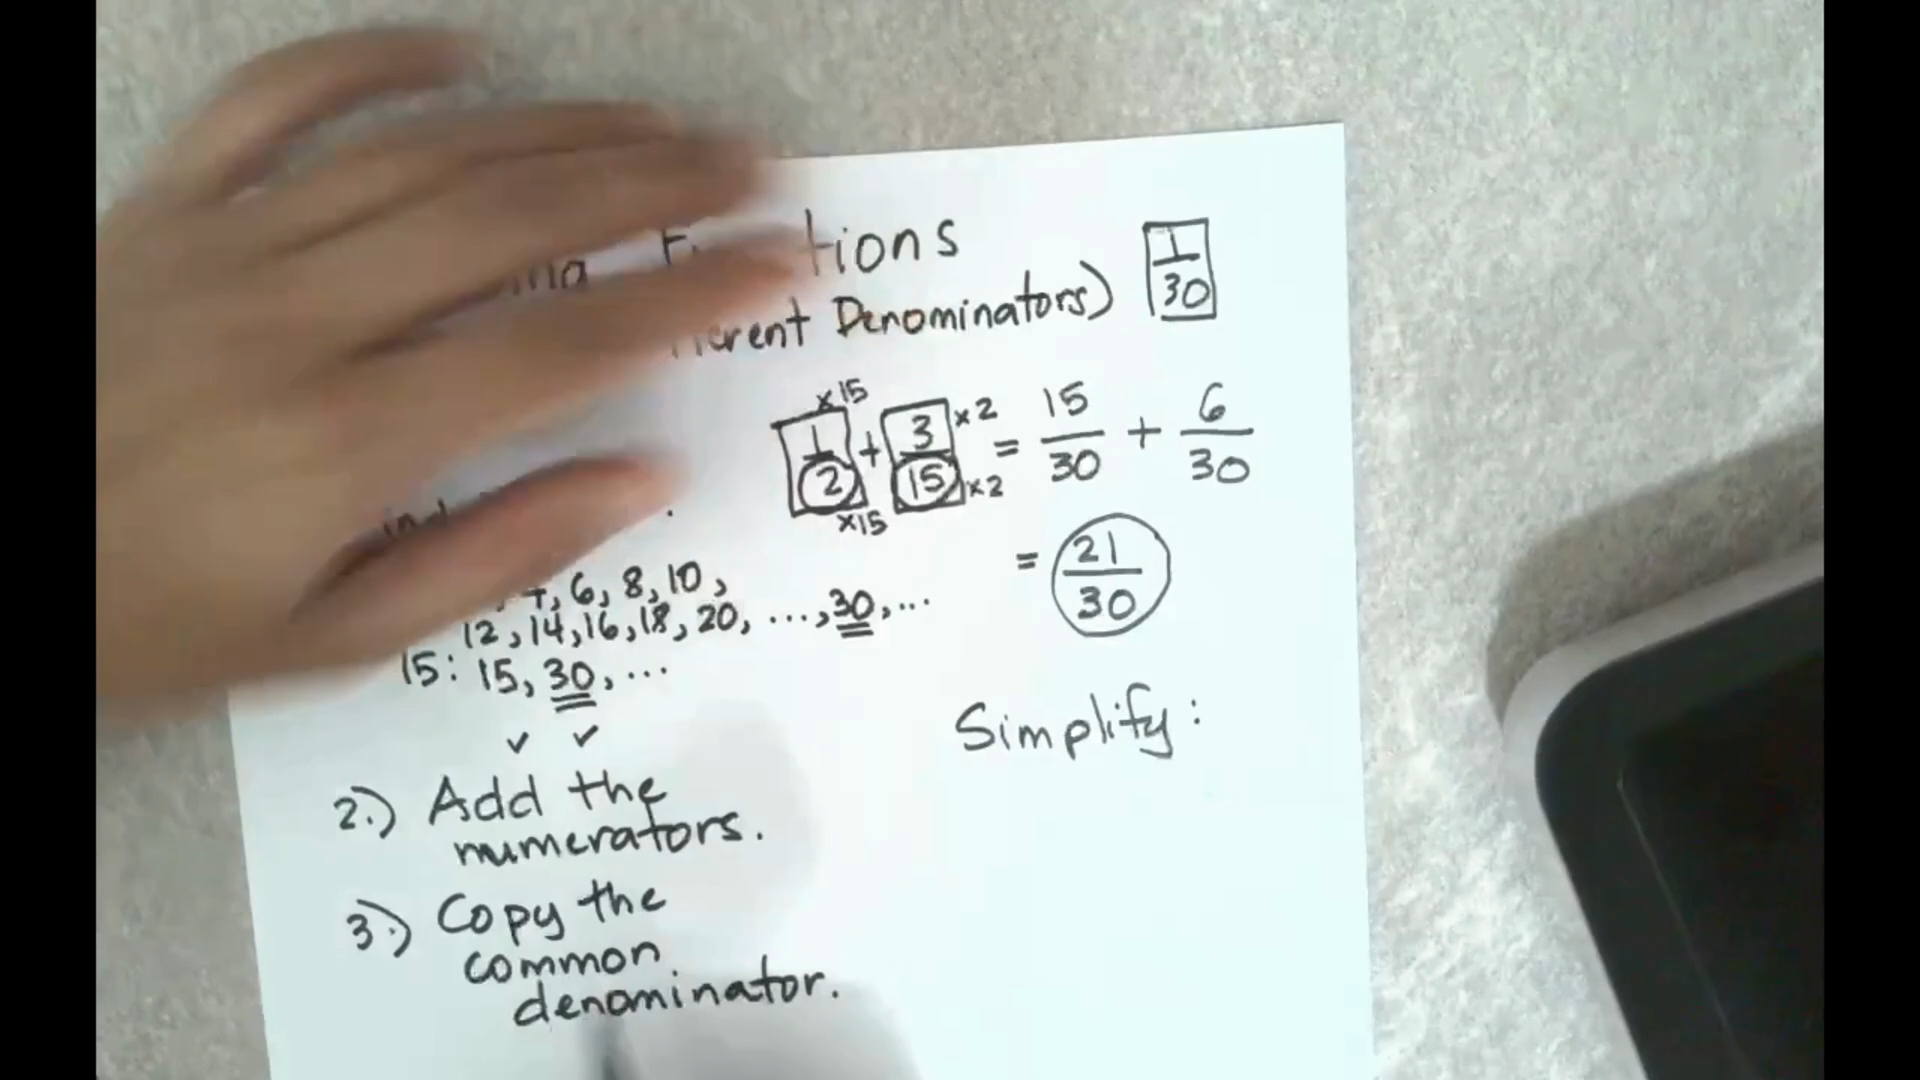 tions
Denominators)
1
30
x15
1 + 3 x2 = 15 + 6
2 15 x2 30 30
x15
= 21
30
6, 8, 10,
12, 14, 16, 18, 20, ..., 30, ...
15: 15, 30, ...
✓ ✓
Simplify:
2.) Add the
numerators.
3.) Copy the
common
denominator.